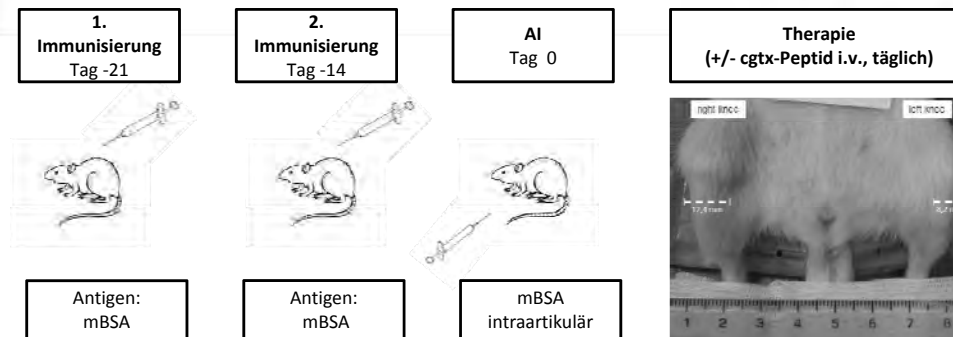 1.
Immunisierung
Tag -21
2.
Immunisierung
Tag -14
AI
Tag 0
Therapie
(+/- cgtx-Peptid i.v., täglich)
right knee
left knee
Antigen:
mBSA
Antigen:
mBSA
mBSA
intraartikulär
1 2 3 4 5 6 7 8